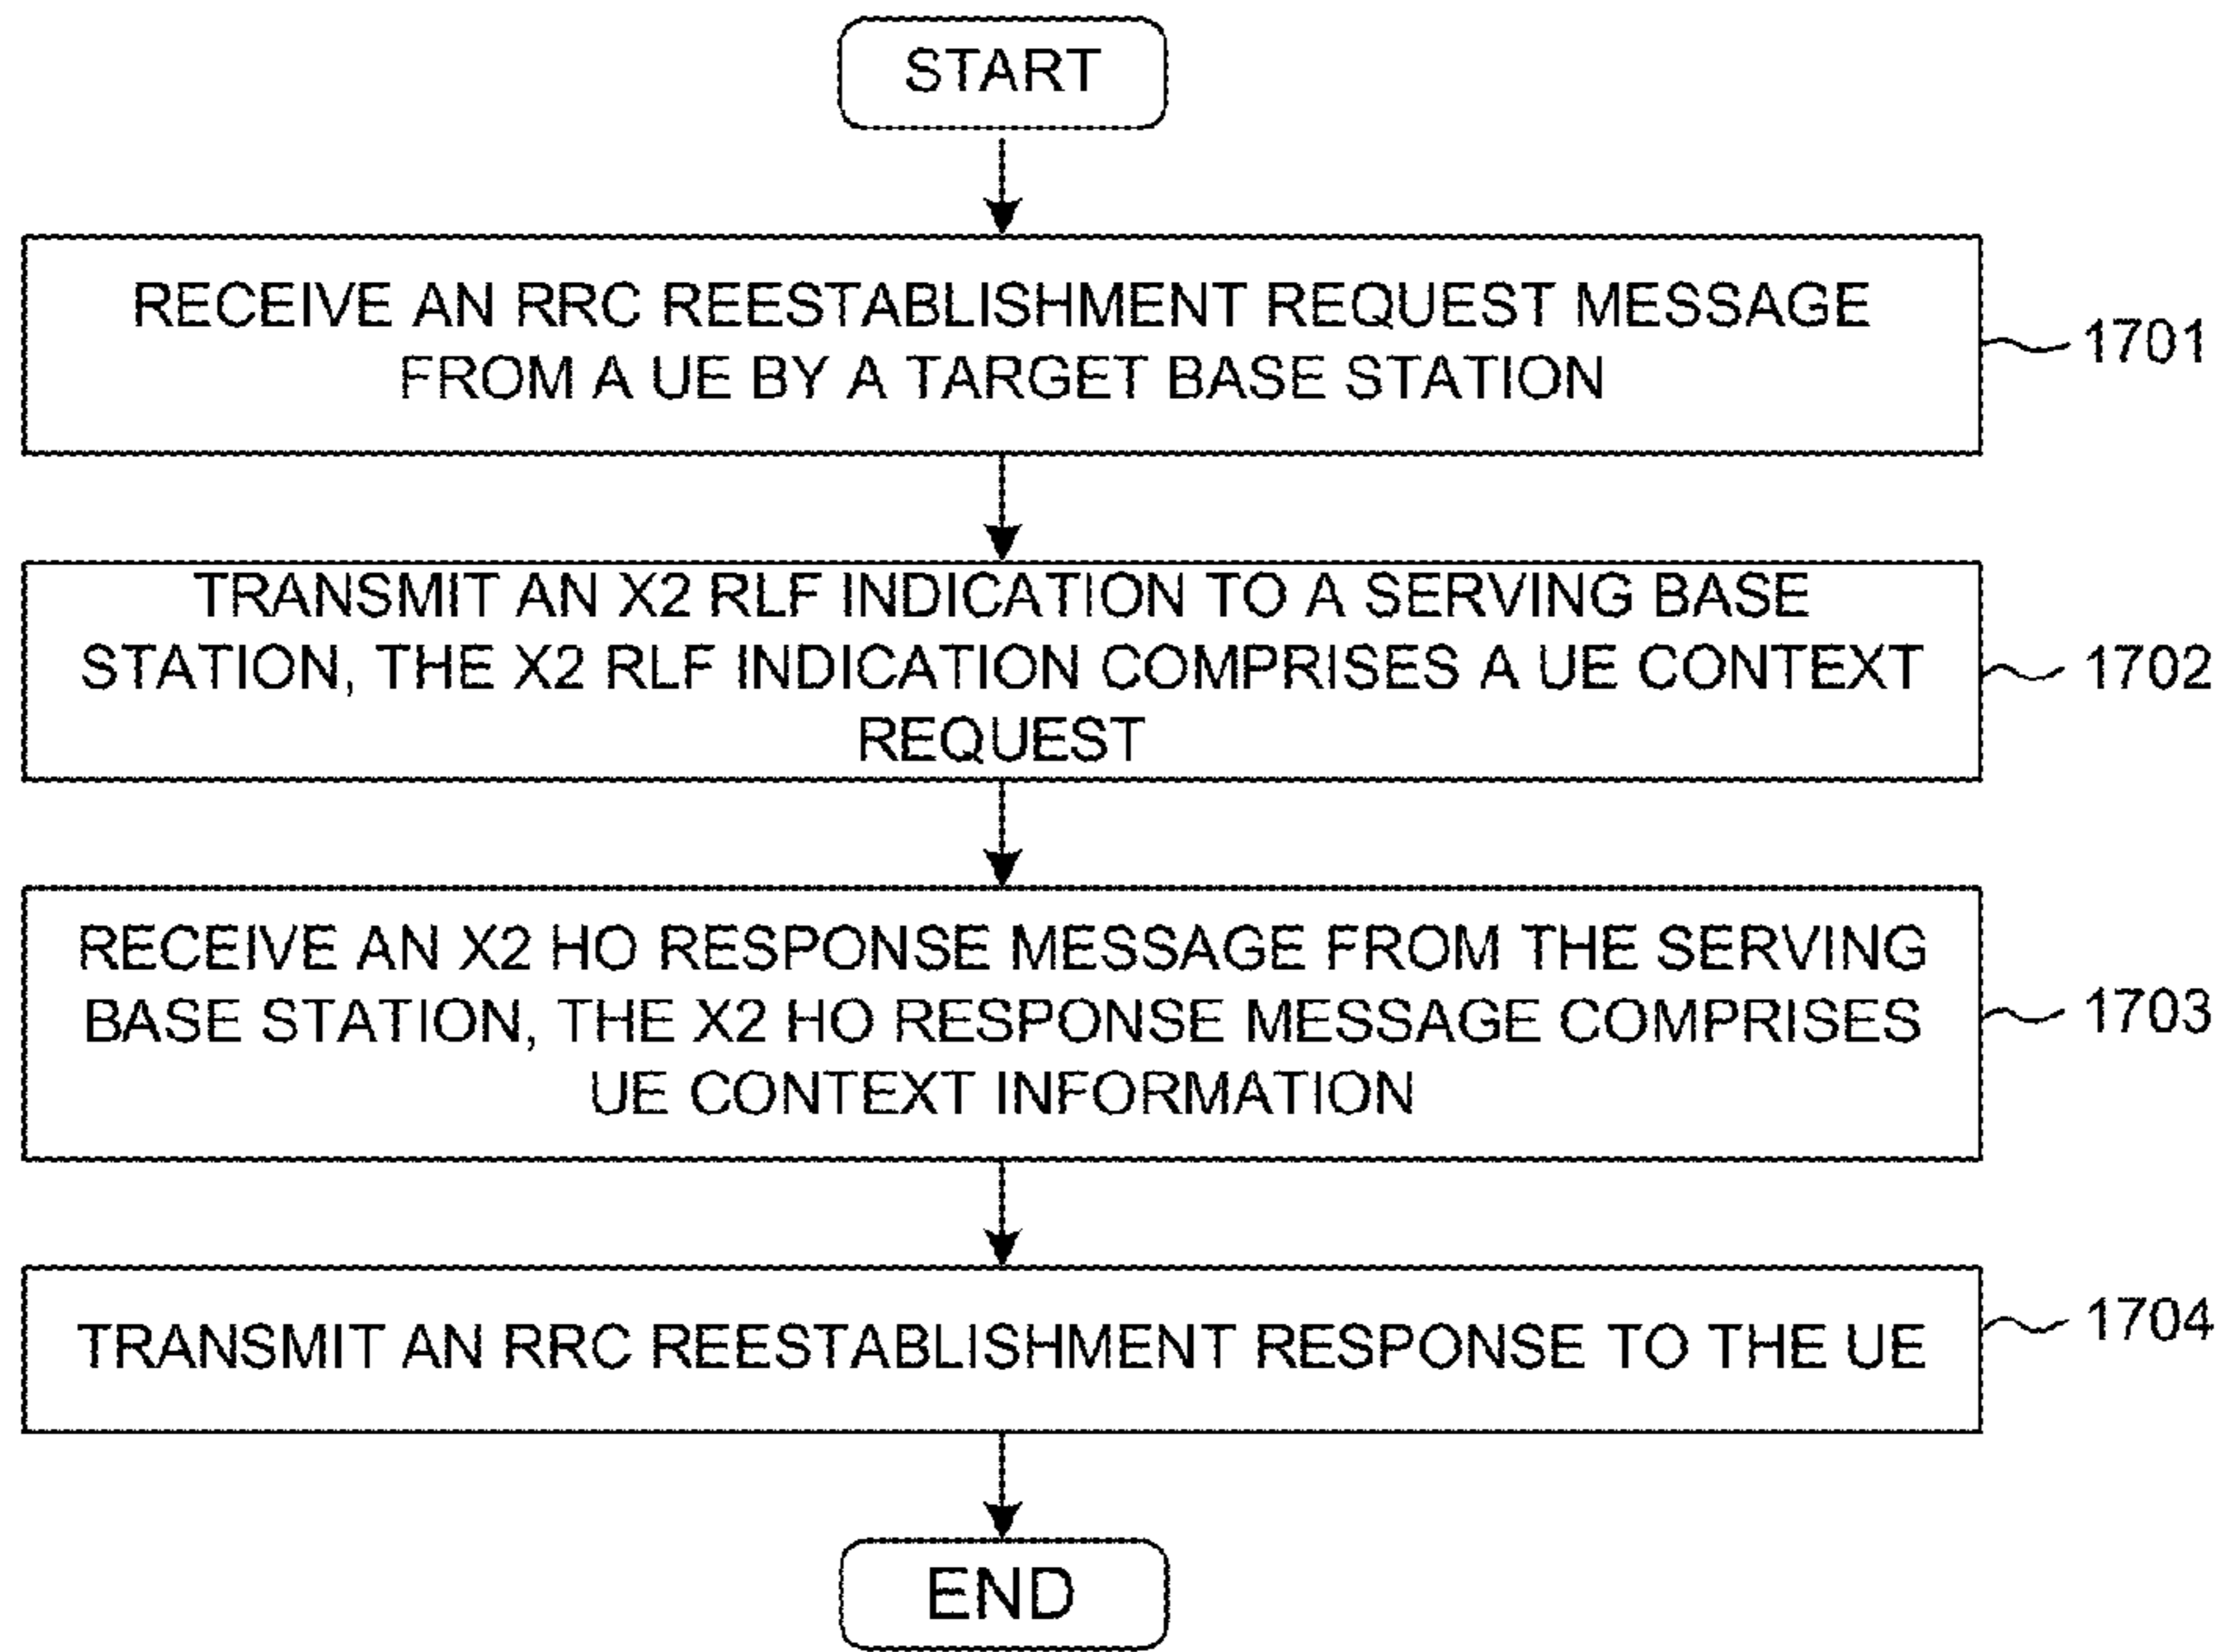 START
RECEIVE AN RRC REESTABLISHMENT REQUEST MESSAGE
FROM A UE BY A TARGET BASE STATION
1701
TRANSMIT AN X2 RLF INDICATION TO A SERVING BASE
STATION, THE X2 RLF INDICATION COMPRISES A UE CONTEXT
REQUEST
1702
RECEIVE AN X2 HO RESPONSE MESSAGE FROM THE SERVING
BASE STATION, THE X2 HO RESPONSE MESSAGE COMPRISES
UE CONTEXT INFORMATION
1703
TRANSMIT AN RRC REESTABLISHMENT RESPONSE TO THE UE
1704
END